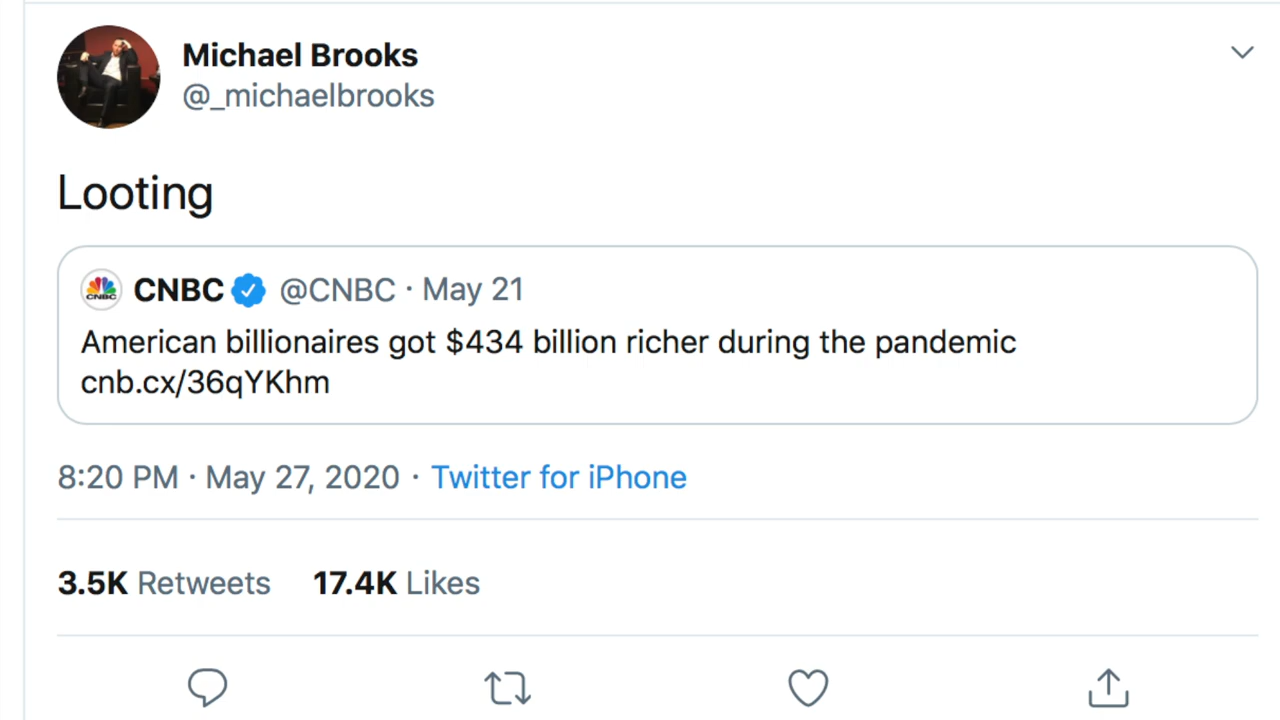 Michael Brooks
@_michaelbrooks
Looting
CNBC @CNBC · May 21
American billionaires got $434 billion richer during the pandemic
cnb.cx/36qYKhm
8:20 PM · May 27, 2020 · Twitter for iPhone
3.5K Retweets 17.4K Likes